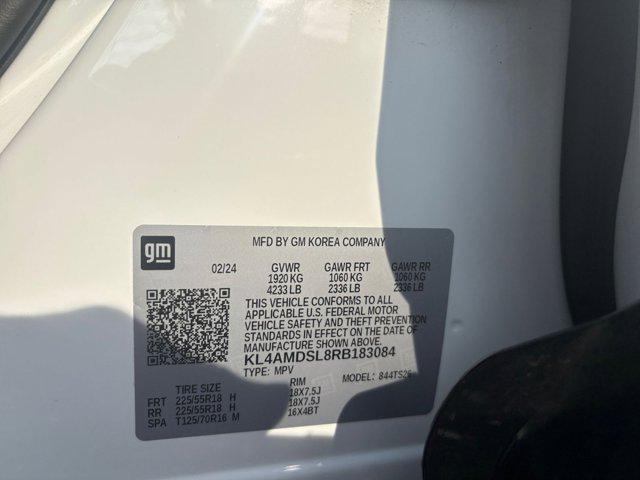 gm
MFD BY GM KOREA COMPANY
02/24 GVWR GAWR FRT GAWR RR
1920 KG 1060 KG 1060 KG
4233 LB 2336 LB 2336 LB
THIS VEHICLE CONFORMS TO ALL
APPLICABLE U.S. FEDERAL MOTOR
VEHICLE SAFETY AND THEFT PREVENTION
STANDARDS IN EFFECT ON THE DATE OF
MANUFACTURE SHOWN ABOVE.
KL4AMDSL8RB183084
TYPE: MPV MODEL: 844TS26
TIRE SIZE RIM
FRT 225/55R18 H 18X7.5J
RR 225/55R18 H 18X7.5J
SPA T125/70R16 M 16X4BT